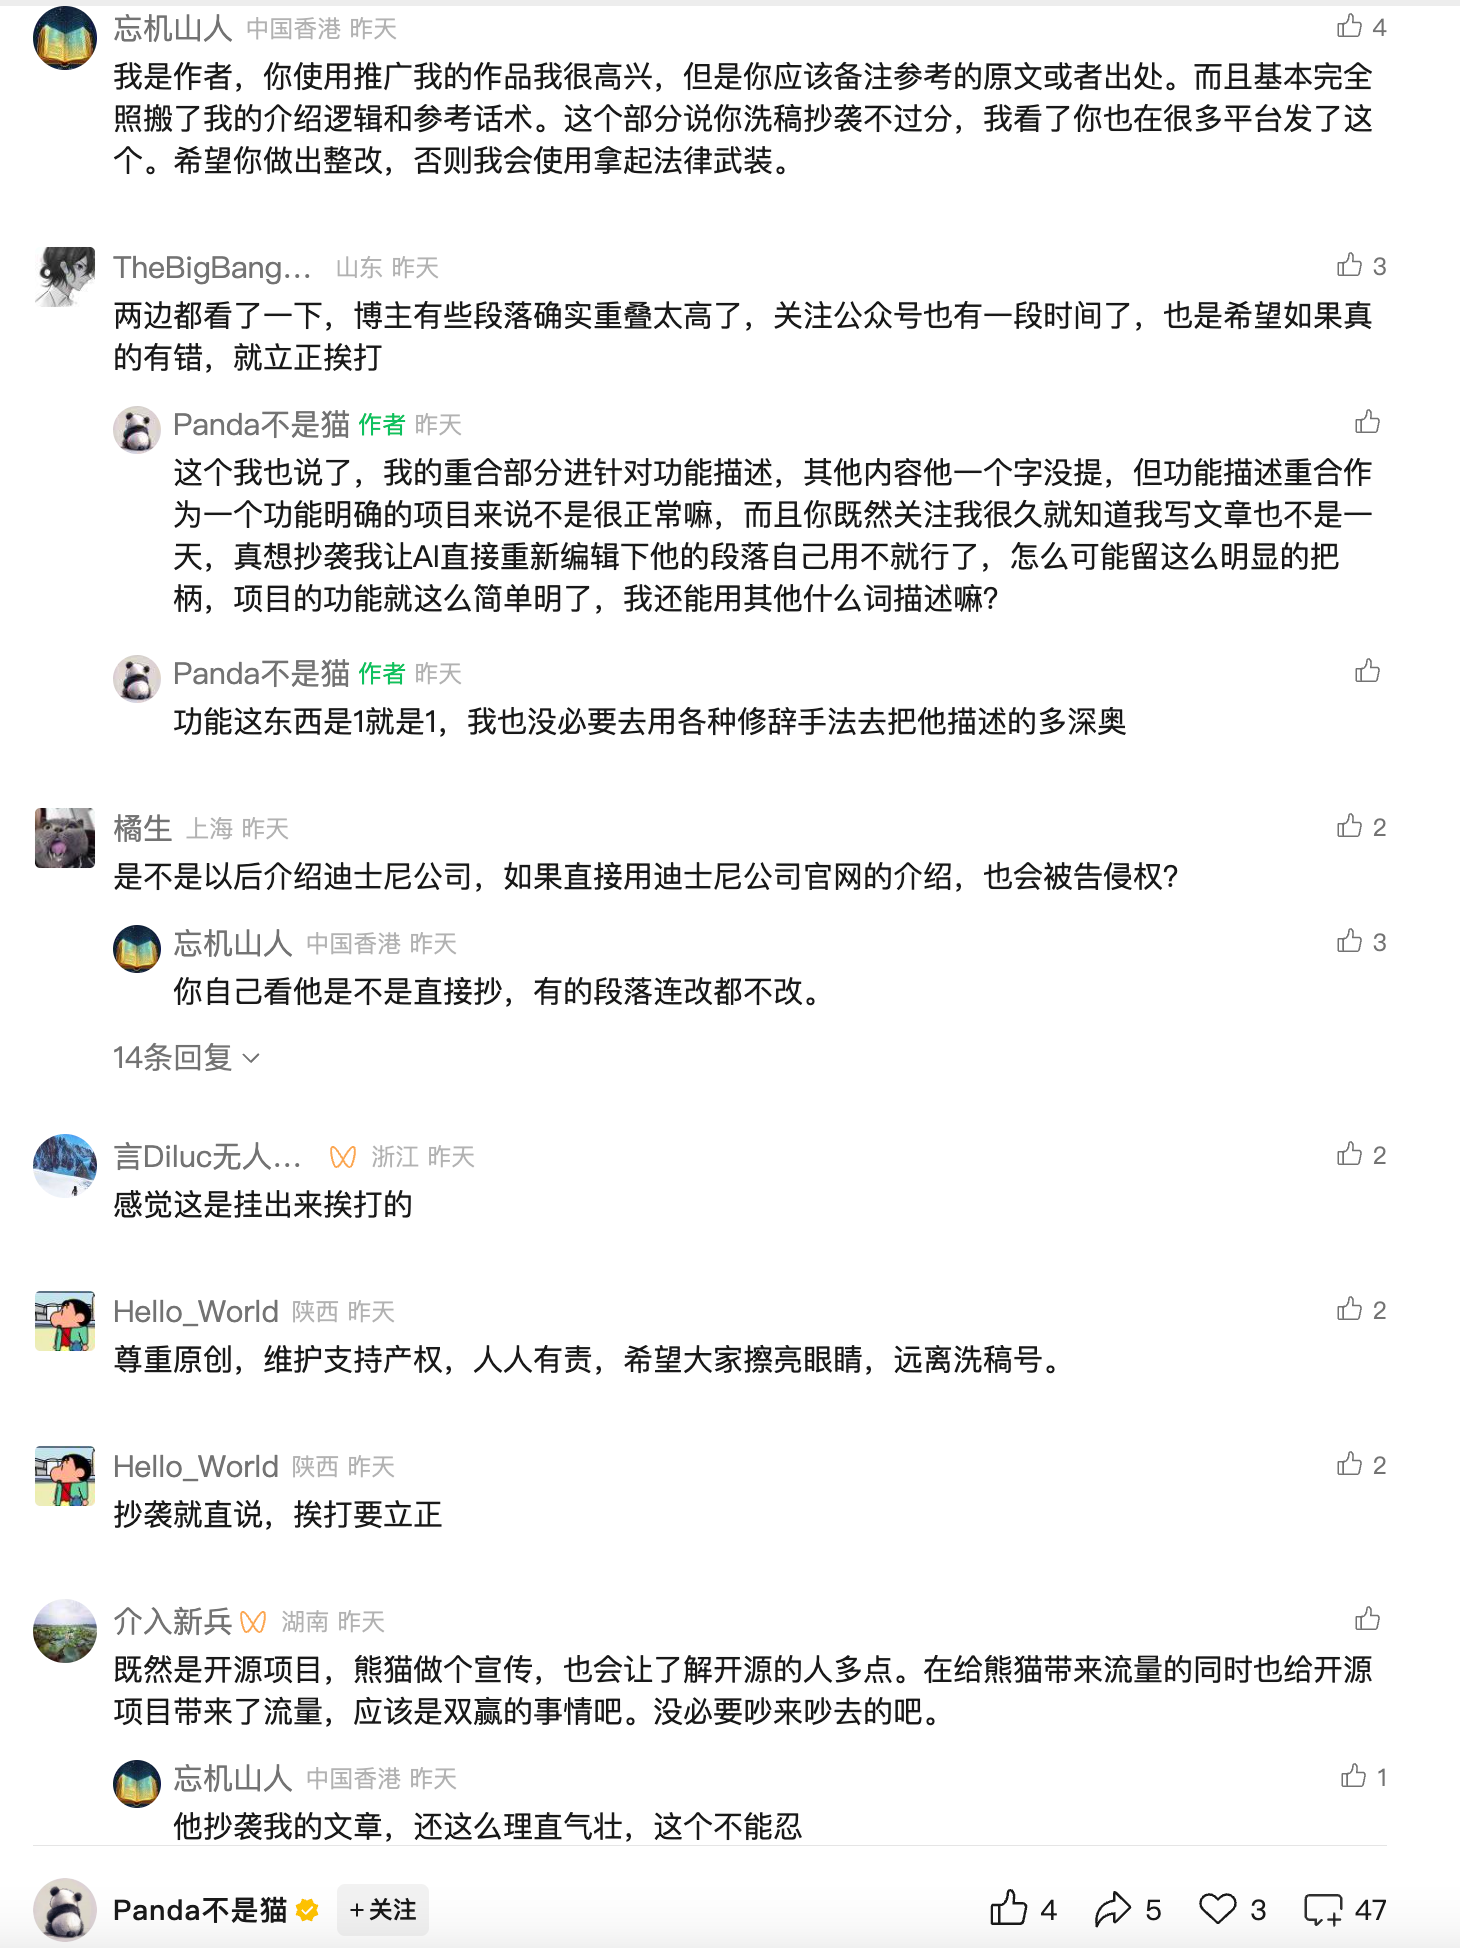 忘机山人 中国香港 昨天 4
我是作者，你使用推广我的作品我很高兴，但是你应该备注参考的原文或者出处。而且基本完全
照搬了我的介绍逻辑和参考话术。这个部分说你洗稿抄袭不过分，我看了你也在很多平台发了这
个。希望你做出整改，否则我会使用拿起法律武装。
TheBigBang... 山东 昨天 3
两边都看了一下，博主有些段落确实重叠太高了，关注公众号也有一段时间了，也是希望如果真
的有错，就立正挨打
Panda不是猫 作者 昨天
这个我也说了，我的重合部分进针对功能描述，其他内容他一个字没提，但功能描述重合作
为一个功能明确的项目来说不是很正常嘛，而且你既然关注我很久就知道我写文章也不是一
天，真想抄袭我让AI直接重新编辑下他的段落自己用不就行了，怎么可能留这么明显的把
柄，项目的功能就这么简单明了，我还能用其他什么词描述嘛？
Panda不是猫 作者 昨天
功能这东西是1就是1，我也没必要去用各种修辞手法去把他描述的多深奥
橘生 上海 昨天 2
是不是以后介绍迪士尼公司，如果直接用迪士尼公司官网的介绍，也会被告侵权？
忘机山人 中国香港 昨天 3
你自己看他是不是直接抄，有的段落连改都不改。
14条回复
言Diluc无人... 浙江 昨天 2
感觉这是挂出来挨打的
Hello_World 陕西 昨天 2
尊重原创，维护支持产权，人人有责，希望大家擦亮眼睛，远离洗稿号。
Hello_World 陕西 昨天 2
抄袭就直说，挨打要立正
介入新兵 湖南 昨天
既然是开源项目，熊猫做个宣传，也会让了解开源的人多点。在给熊猫带来流量的同时也给开源
项目带来了流量，应该是双赢的事情吧。没必要吵来吵去的吧。
忘机山人 中国香港 昨天 1
他抄袭我的文章，还这么理直气壮，这个不能忍
Panda不是猫 +关注 4 5 3 47